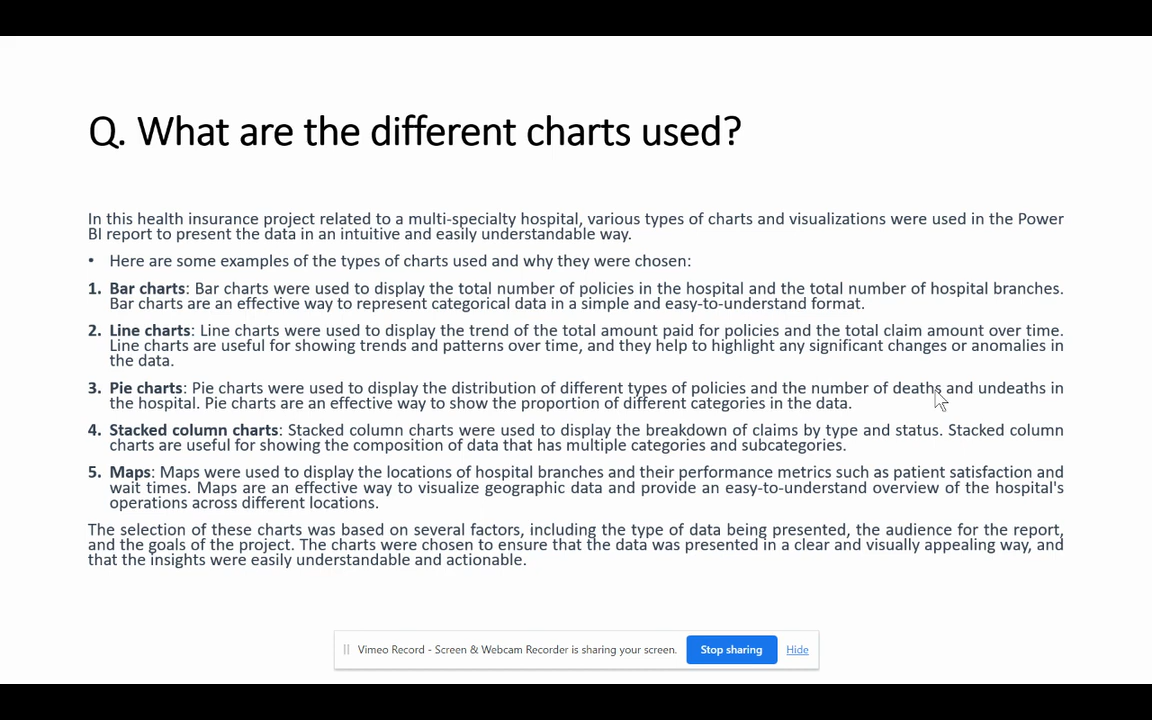 Q. What are the different charts used?
In this health insurance project related to a multi-specialty hospital, various types of charts and visualizations were used in the Power
BI report to present the data in an intuitive and easily understandable way.
• Here are some examples of the types of charts used and why they were chosen:
1. Bar charts: Bar charts were used to display the total number of policies in the hospital and the total number of hospital branches.
Bar charts are an effective way to represent categorical data in a simple and easy-to-understand format.
2. Line charts: Line charts were used to display the trend of the total amount paid for policies and the total claim amount over time.
Line charts are useful for showing trends and patterns over time, and they help to highlight any significant changes or anomalies in
the data.
3. Pie charts: Pie charts were used to display the distribution of different types of policies and the number of deaths and undeaths in
the hospital. Pie charts are an effective way to show the proportion of different categories in the data.
4. Stacked column charts: Stacked column charts were used to display the breakdown of claims by type and status. Stacked column
charts are useful for showing the composition of data that has multiple categories and subcategories.
5. Maps: Maps were used to display the locations of hospital branches and their performance metrics such as patient satisfaction and
wait times. Maps are an effective way to visualize geographic data and provide an easy-to-understand overview of the hospital's
operations across different locations.
The selection of these charts was based on several factors, including the type of data being presented, the audience for the report,
and the goals of the project. The charts were chosen to ensure that the data was presented in a clear and visually appealing way, and
that the insights were easily understandable and actionable.
Vimeo Record - Screen & Webcam Recorder is sharing your screen. Stop sharing Hide